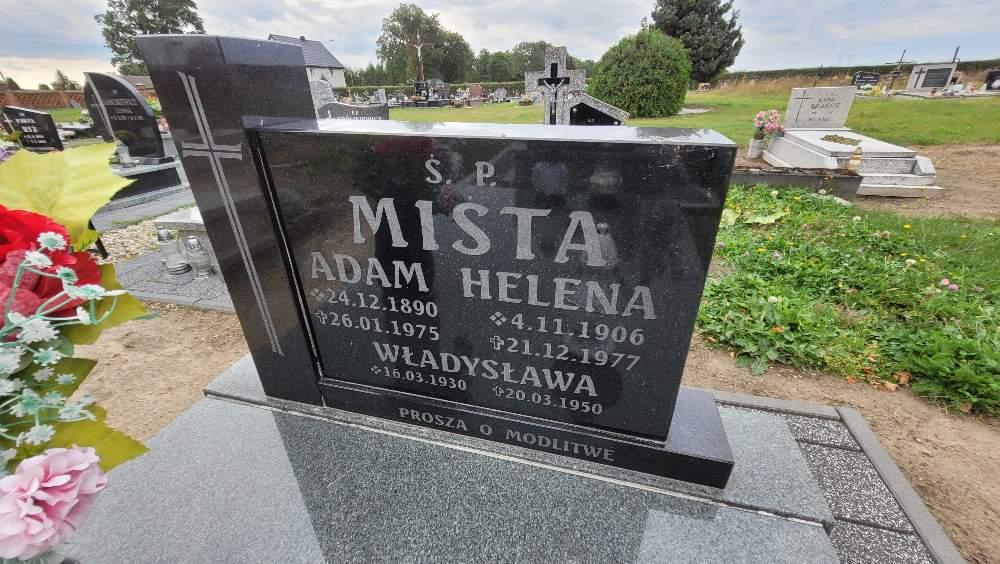 Ś. P.
MISTA
ADAM HELENA
24.12.1890 4.11.1906
26.01.1975 21.12.1977
WŁADYSŁAWA
16.03.1930 20.03.1950
PROSZĄ O MODLITWĘ